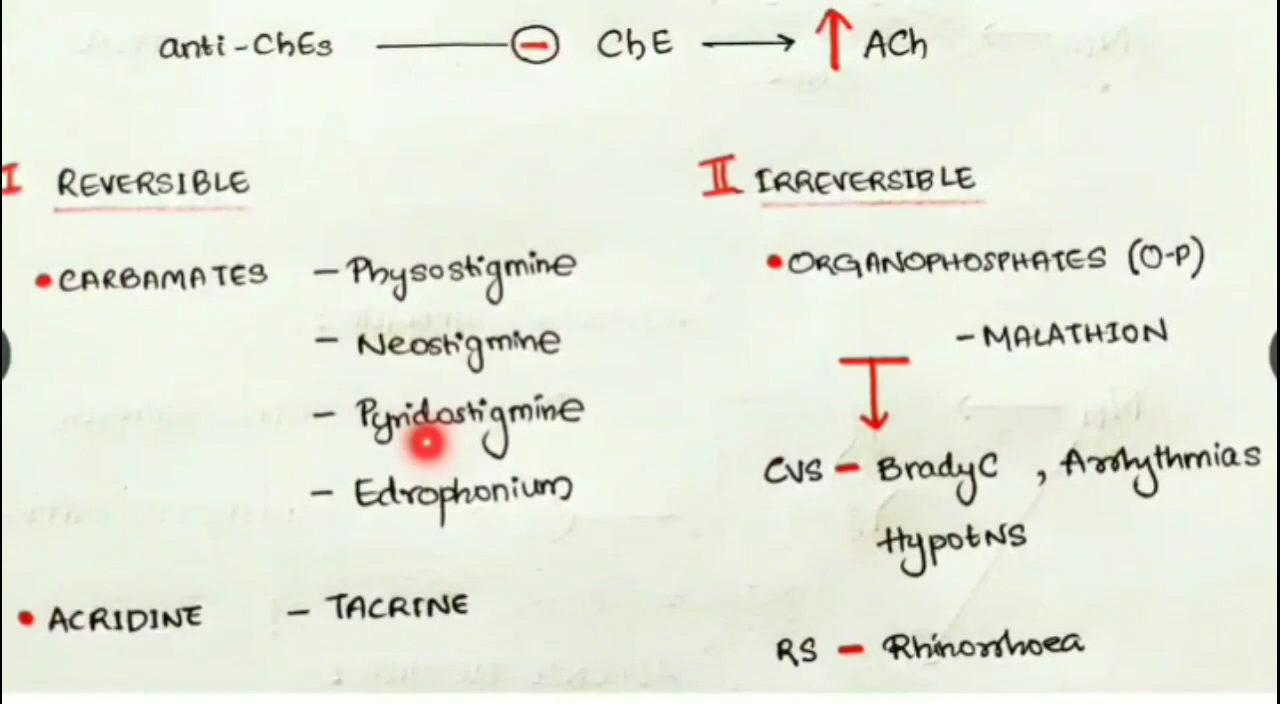 anti-ChEs — ⊖ ChE → ↑ ACh
I REVERSIBLE
• CARBAMATES – Physostigmine
– Neostigmine
– Pyridostigmine
– Edrophonium
• ACRIDINE – TACRINE
II IRREVERSIBLE
• ORGANOPHOSPHATES (O-P)
– MALATHION
CVS – BradyC , Arrhythmias
HypotNS
RS – Rhinorrhoea